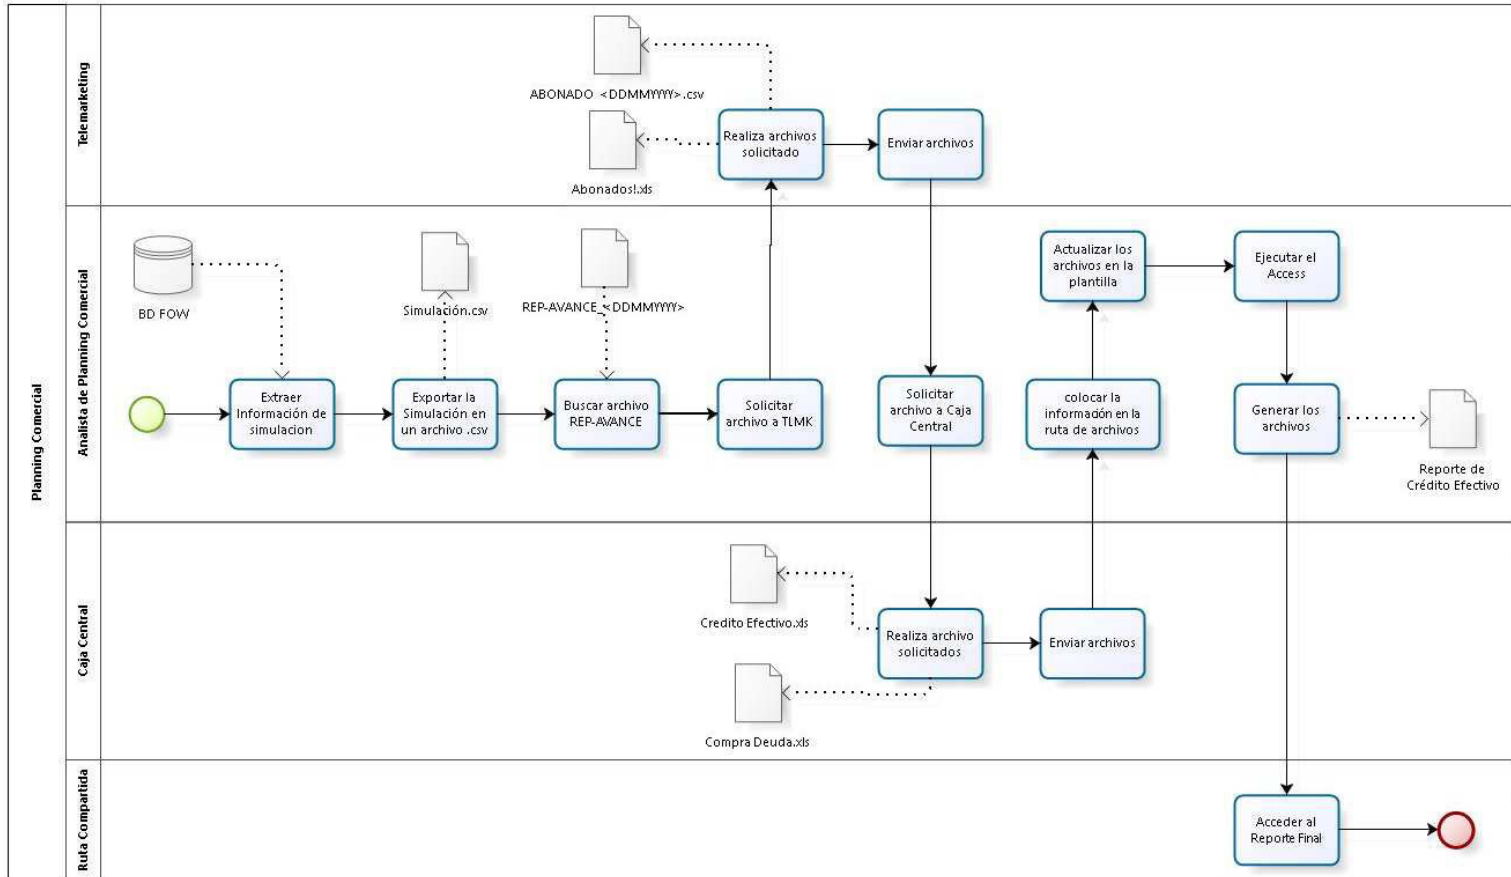 Planning Comercial
Telemarketing
ABONADO_<DDMMYYYY>.csv
Abonados!.xls
Realiza archivos
solicitado
Enviar archivos
Analista de Planning Comercial
BD FOW
Simulación.csv
REP-AVANCE_<DDMMYYYY>
Extraer
Información de
simulacion
Exportar la
Simulación en
un archivo .csv
Buscar archivo
REP-AVANCE
Solicitar
archivo a TLMK
Solicitar
archivo a Caja
Central
Actualizar los
archivos en la
plantilla
Ejecutar el
Access
colocar la
información en la
ruta de archivos
Generar los
archivos
Reporte de
Crédito Efectivo
Caja Central
Credito Efectivo.xls
Compra Deuda.xls
Realiza archivo
solicitados
Enviar archivos
Ruta Compartida
Acceder al
Reporte Final